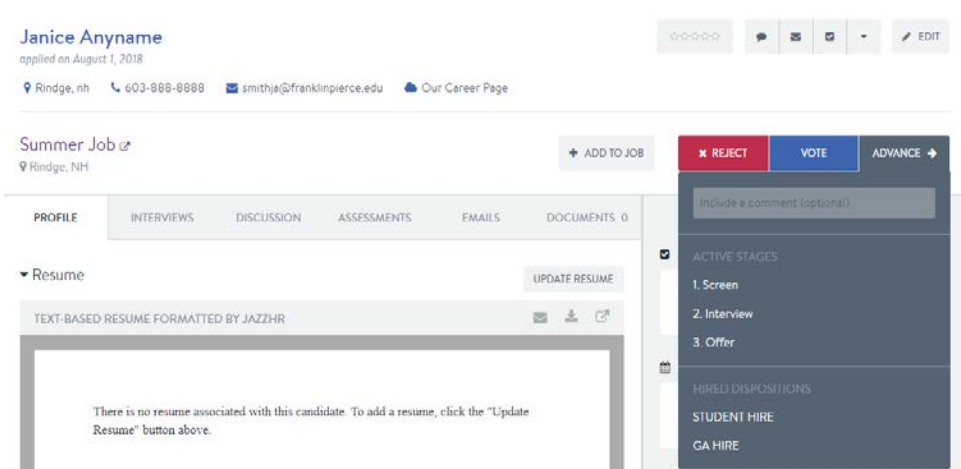 Janice Anyname
applied on August 1, 2018
Rindge, nh 603-888-8888 smithja@franklinpierce.edu Our Career Page
EDIT
Summer Job
Rindge, NH
+ ADD TO JOB
REJECT VOTE ADVANCE
Include a comment (optional)
PROFILE INTERVIEWS DISCUSSION ASSESSMENTS EMAILS DOCUMENTS 0
ACTIVE STAGES
1. Screen
2. Interview
3. Offer
HIRED DISPOSITIONS
STUDENT HIRE
GA HIRE
Resume
UPDATE RESUME
TEXT-BASED RESUME FORMATTED BY JAZZHR
There is no resume associated with this candidate. To add a resume, click the "Update
Resume" button above.